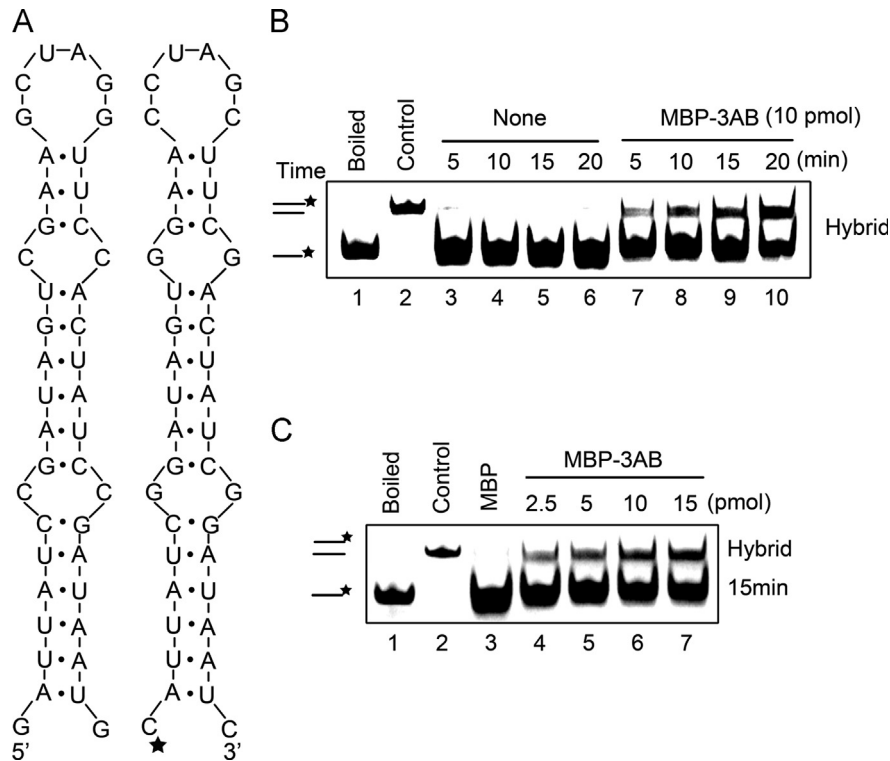 A
U A U A
C G C G
G G C C
A U A U
A U A U
G C G C
C C G G
U A U A
G C G C
A U A U
U A U A
A U A U
G C G C
C C G G
C G C G
U A U A
A U A U
U A U A
U A U A
A U A U
G G C C
5' 3'
B
Boiled
Control
None
MBP-3AB (10 pmol)
Time 5 10 15 20 5 10 15 20 (min)
Hybrid
1 2 3 4 5 6 7 8 9 10
C
Boiled
Control
MBP
MBP-3AB
2.5 5 10 15 (pmol)
Hybrid
15min
1 2 3 4 5 6 7